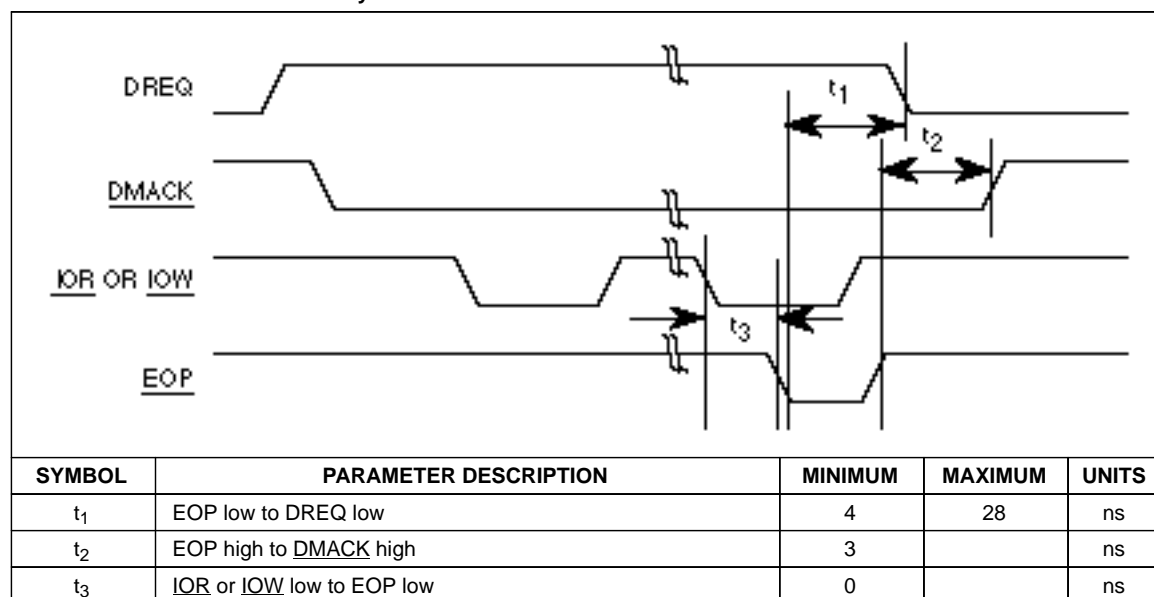 DREQ
t1
t2
DMACK
IOR OR IOW
t3
EOP
SYMBOL PARAMETER DESCRIPTION MINIMUM MAXIMUM UNITS
t1 EOP low to DREQ low 4 28 ns
t2 EOP high to DMACK high 3 ns
t3 IOR or IOW low to EOP low 0 ns